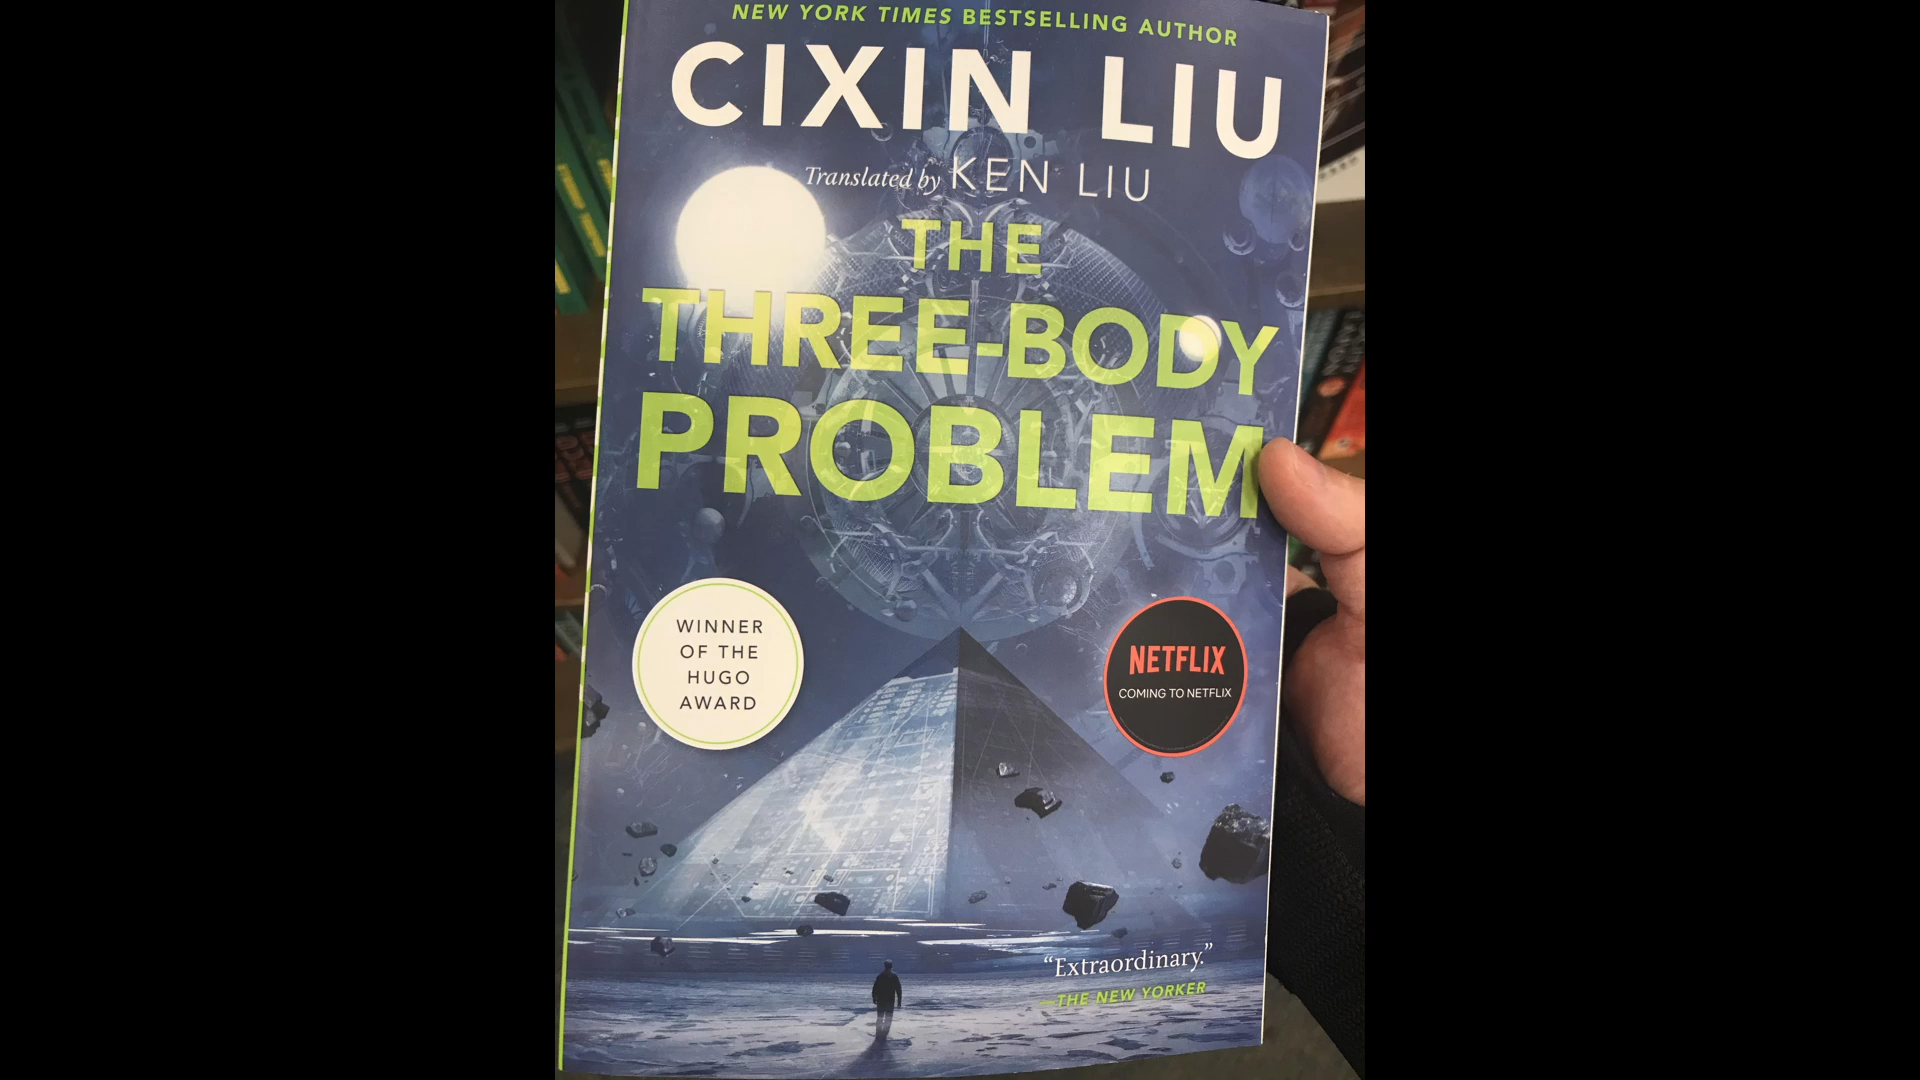 NEW YORK TIMES BESTSELLING AUTHOR
CIXIN LIU
Translated by KEN LIU
THE
THREE-BODY
PROBLEM
WINNER
OF THE
HUGO
AWARD
NETFLIX
COMING TO NETFLIX
“Extraordinary.”
—THE NEW YORKER